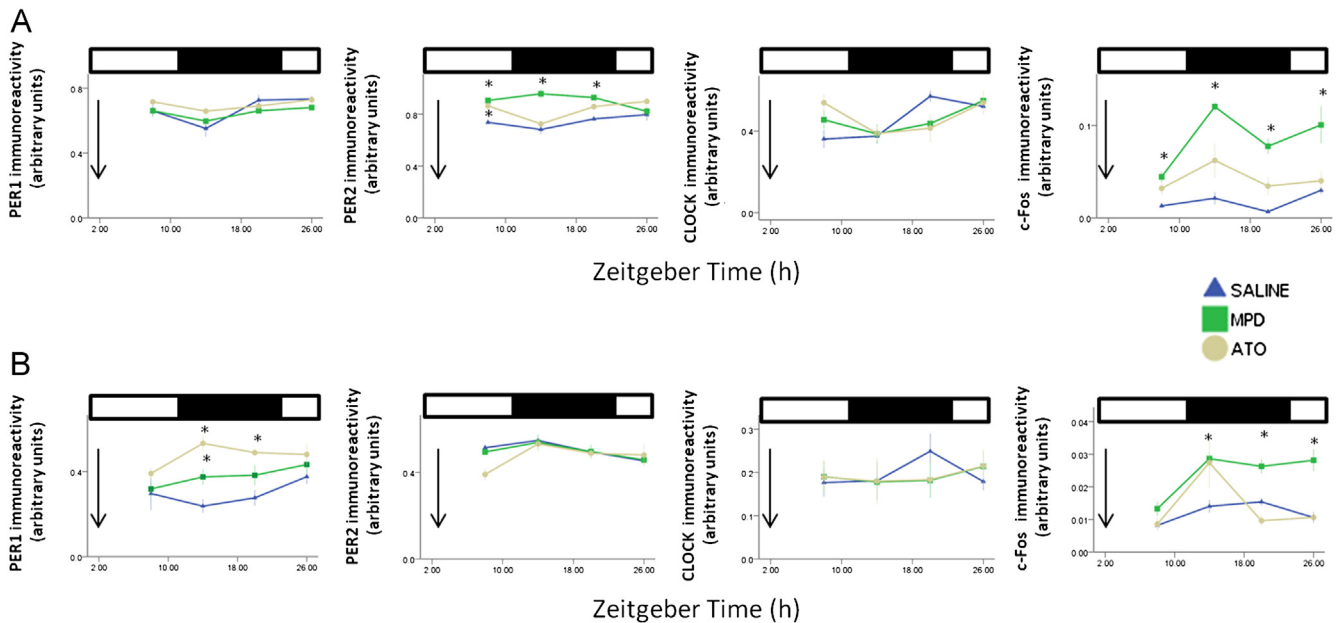 A
PER1 immunoreactivity
(arbitrary units)
0.8
0.4
0.0
2.00 10.00 18.00 26.00
PER2 immunoreactivity
(arbitrary units)
* * *
*
0.8
0.4
0.0
2.00 10.00 18.00 26.00
CLOCK immunoreactivity
(arbitrary units)
0.4
0.0
2.00 10.00 18.00 26.00
c-Fos immunoreactivity
(arbitrary units)
* * * *
0.1
0.0
2.00 10.00 18.00 26.00
Zeitgeber Time (h)
SALINE
MPD
ATO
B
PER1 immunoreactivity
(arbitrary units)
* *
*
0.4
0.0
2.00 10.00 18.00 26.00
PER2 immunoreactivity
(arbitrary units)
0.4
0.0
2.00 10.00 18.00 26.00
CLOCK immunoreactivity
(arbitrary units)
0.3
0.2
0.1
0.0
2.00 10.00 18.00 26.00
c-Fos immunoreactivity
(arbitrary units)
* * *
0.04
0.03
0.02
0.01
0.00
2.00 10.00 18.00 26.00
Zeitgeber Time (h)